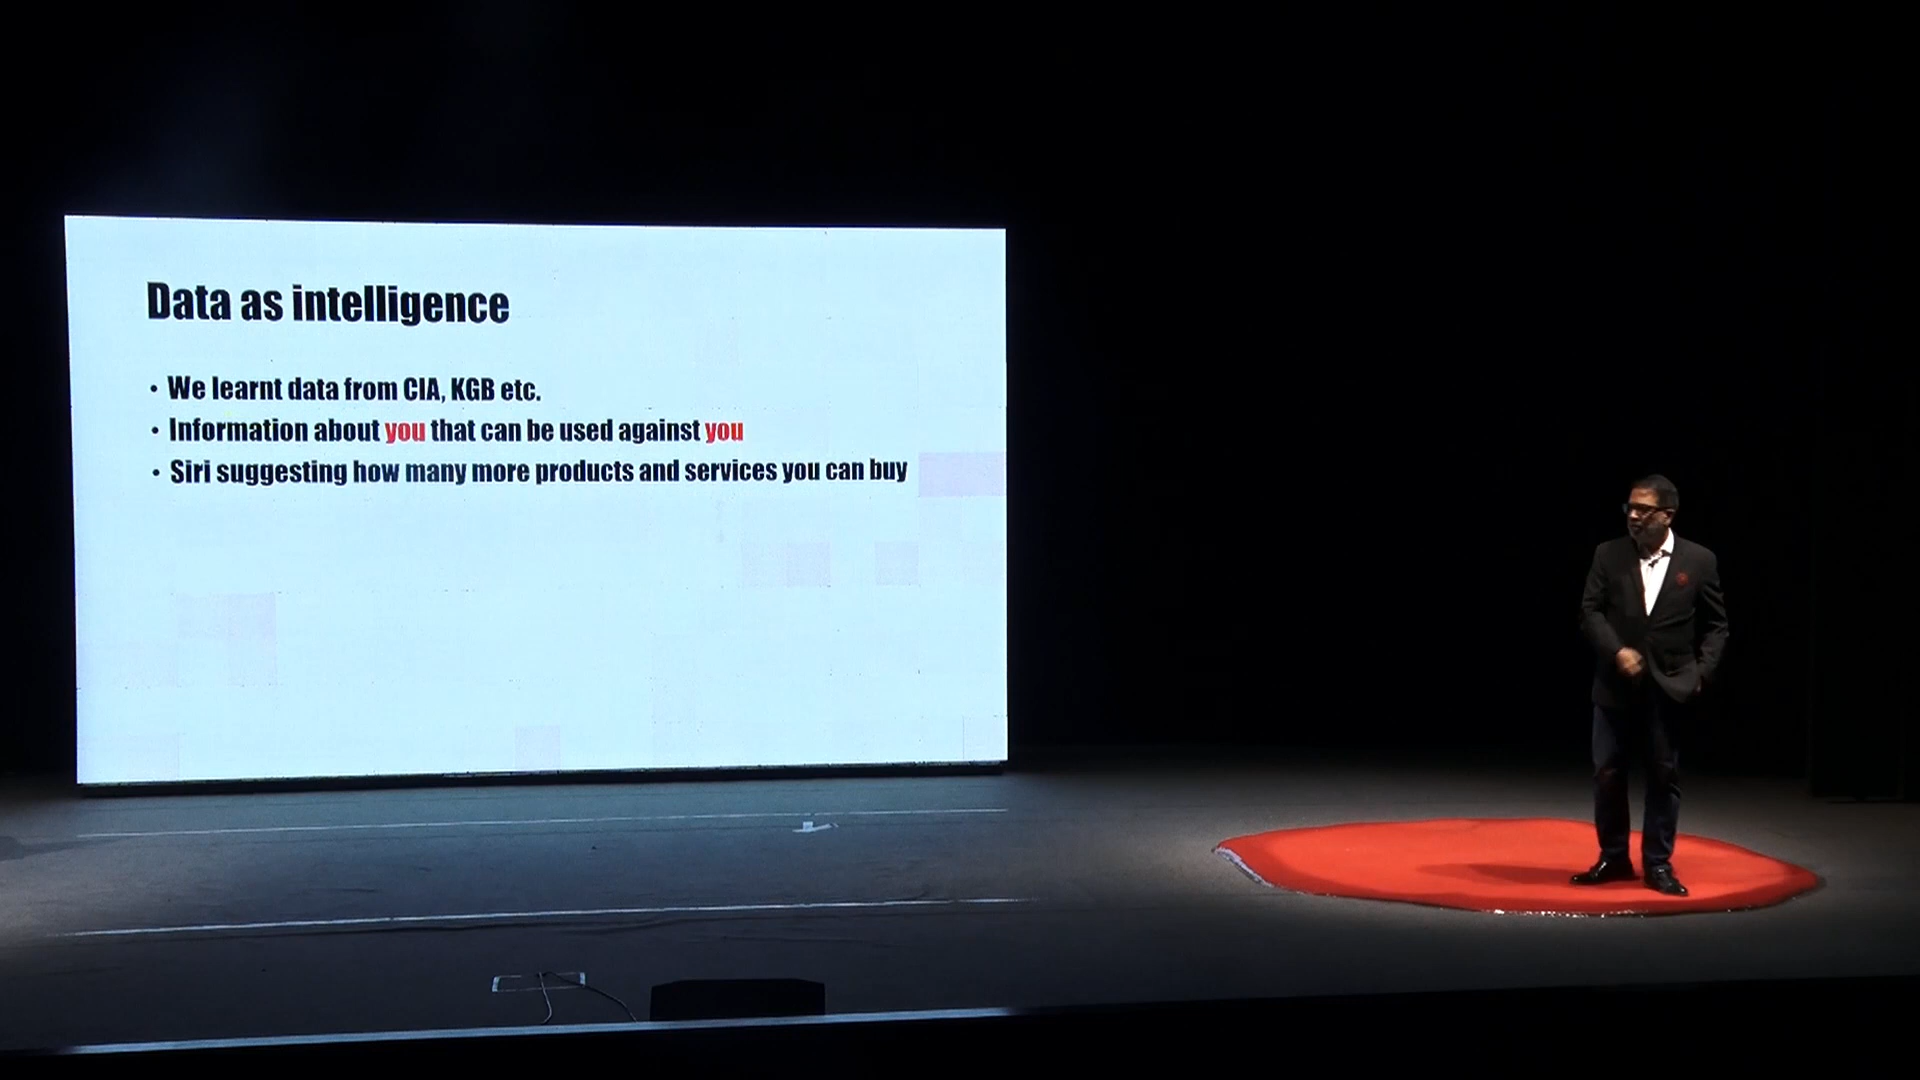 Data as intelligence
• We learnt data from CIA, KGB etc.
• Information about you that can be used against you
• Siri suggesting how many more products and services you can buy